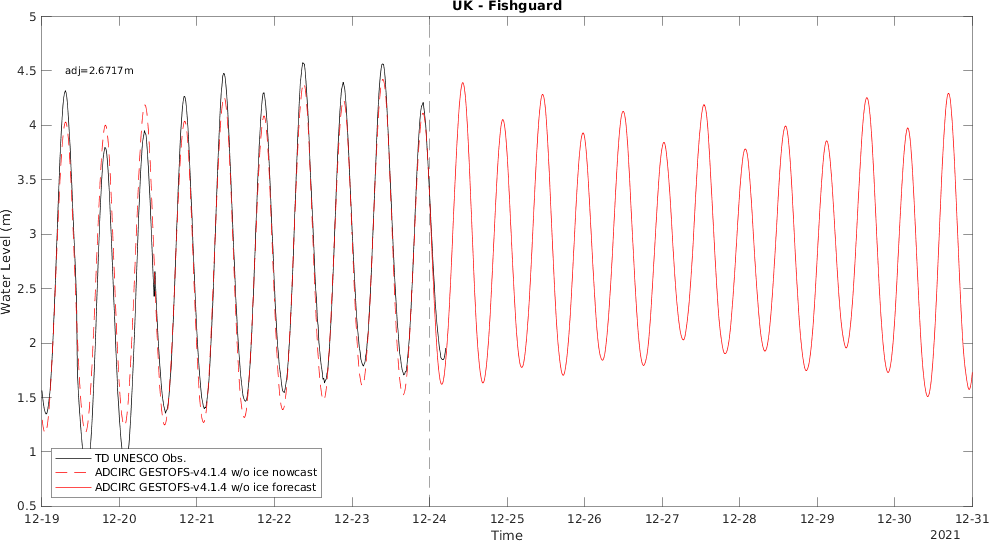 UK - Fishguard
5
4.5
4
3.5
3
2.5
2
1.5
1
0.5
Water Level (m)
adj=2.6717m
TD UNESCO Obs.
ADCIRC GESTOFS-v4.1.4 w/o ice nowcast
ADCIRC GESTOFS-v4.1.4 w/o ice forecast
12-19 12-20 12-21 12-22 12-23 12-24 12-25 12-26 12-27 12-28 12-29 12-30 12-31
Time
2021